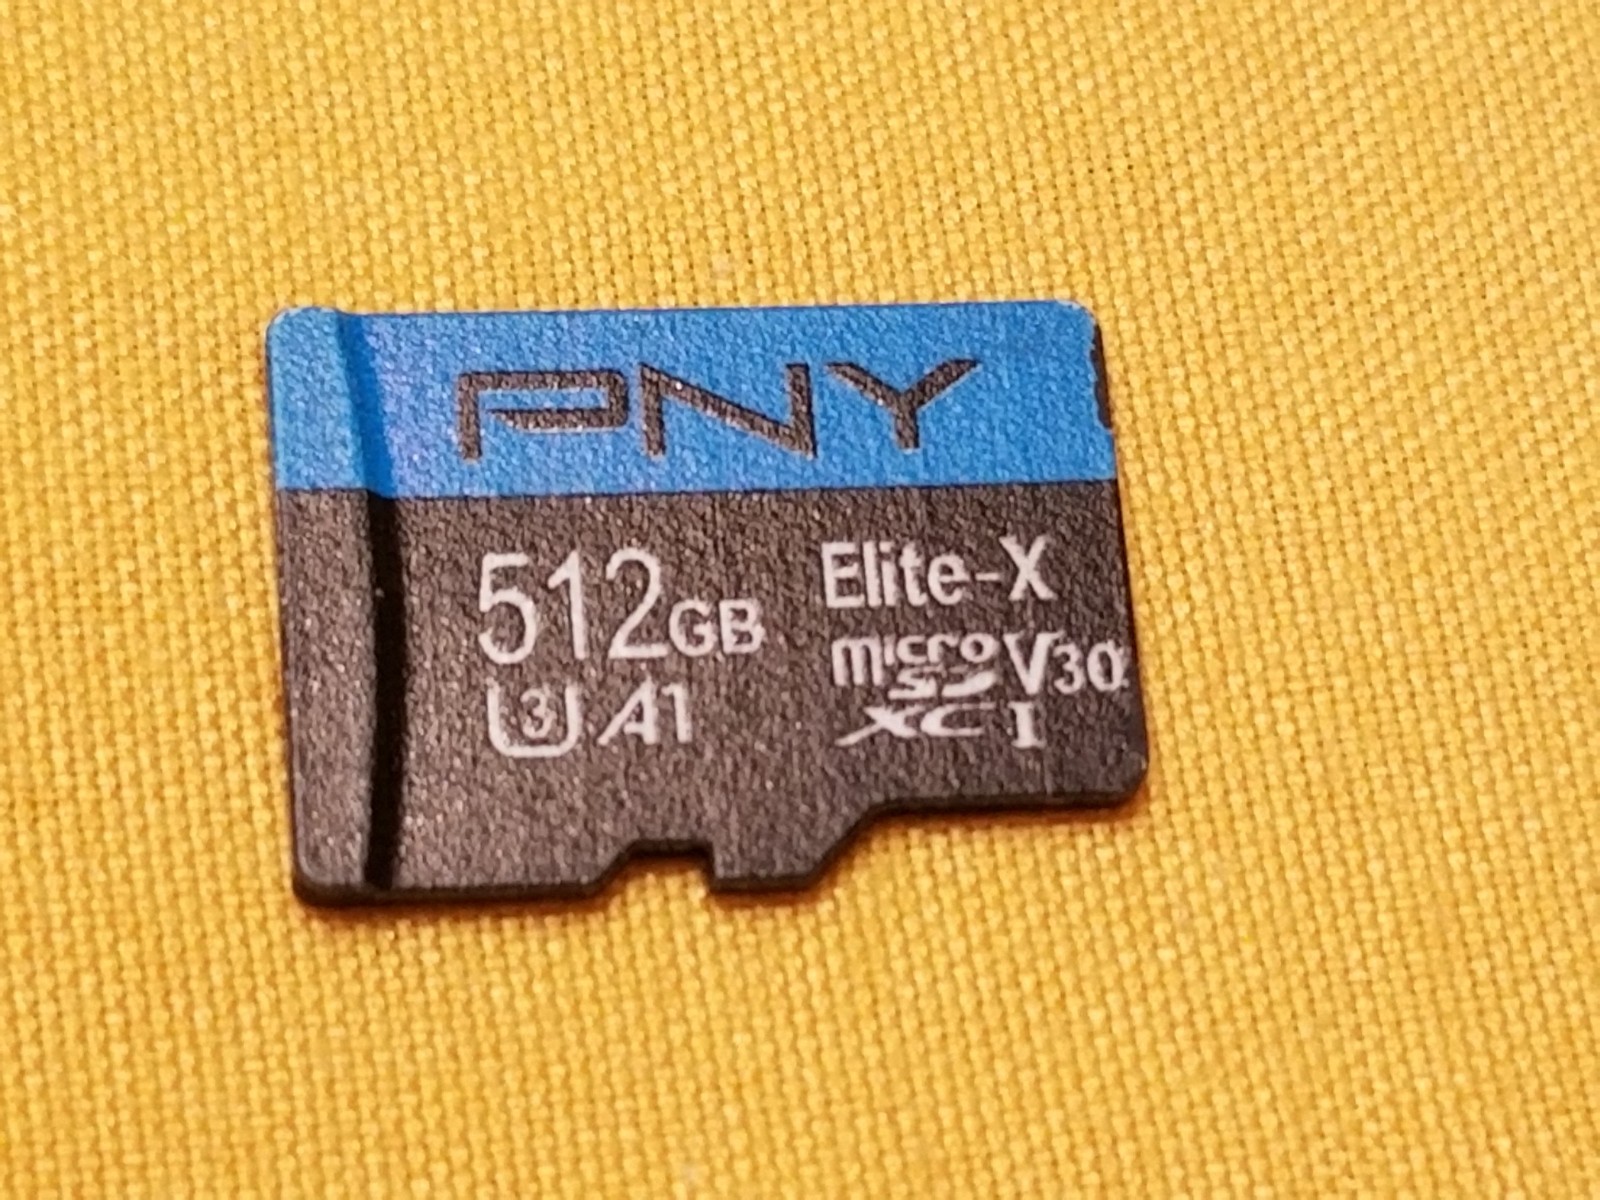 PNY
512GB
U3 A1
Elite-X
microSD V30
XC I